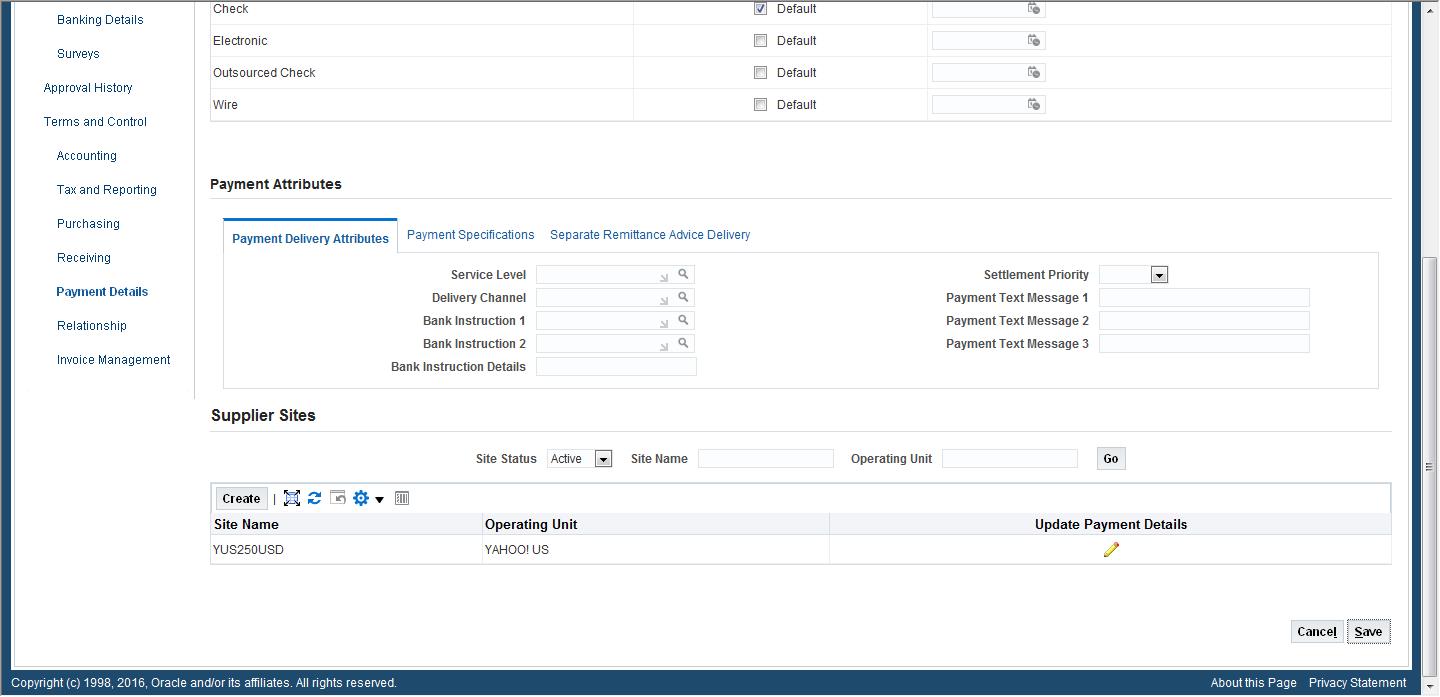 Banking Details
Surveys
Approval History
Terms and Control
Accounting
Tax and Reporting
Purchasing
Receiving
Payment Details
Relationship
Invoice Management
Check Default
Electronic Default
Outsourced Check Default
Wire Default
Payment Attributes
Payment Delivery Attributes Payment Specifications Separate Remittance Advice Delivery
Service Level Settlement Priority
Delivery Channel Payment Text Message 1
Bank Instruction 1 Payment Text Message 2
Bank Instruction 2 Payment Text Message 3
Bank Instruction Details
Supplier Sites
Site Status Active Site Name Operating Unit Go
Create |
Site Name Operating Unit Update Payment Details
YUS250USD YAHOO! US
Cancel Save
Copyright (c) 1998, 2016, Oracle and/or its affiliates. All rights reserved. About this Page Privacy Statement